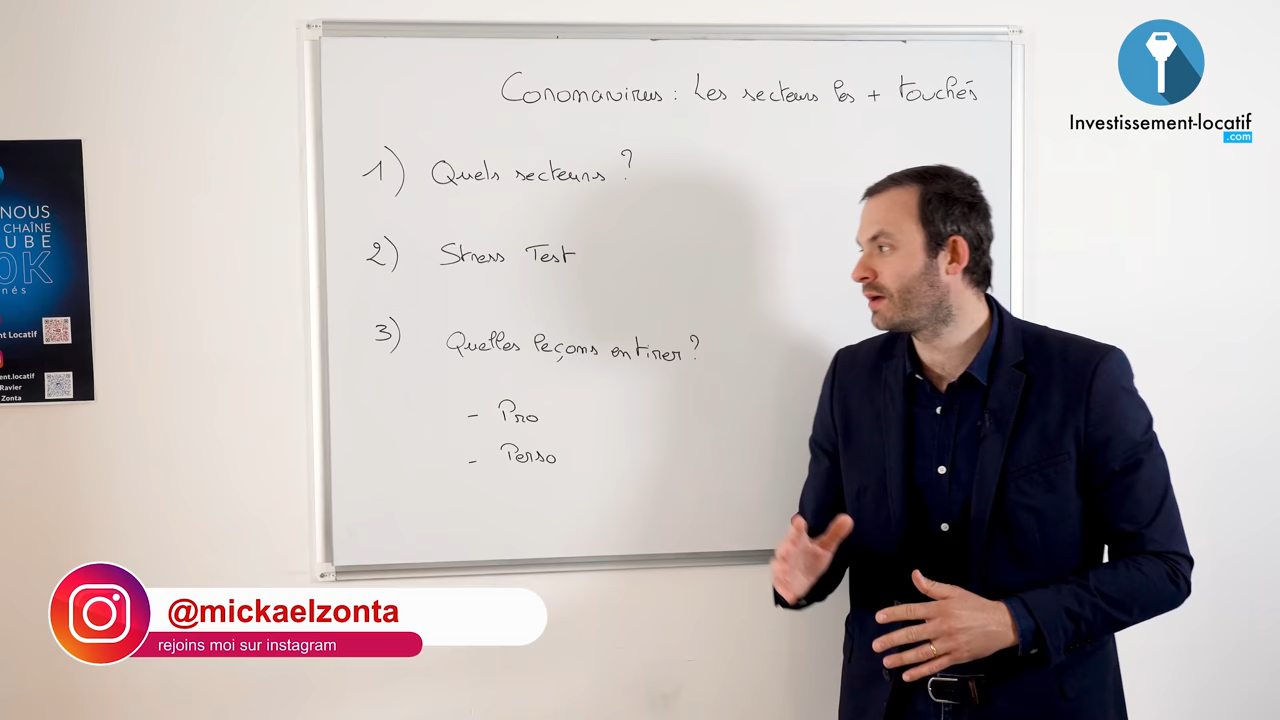 Coronavirus : Les secteurs les + touchés
Investissement-locatif
.com
1) Quels secteurs ?
2) Stress Test
3) Quelles leçons en tirer ?
- Pro
- Perso
NOUS
CHAÎNE
UBE
0K
nés
nt Locatif
ent.locatif
Ravier
Zonta
@mickaelzonta
rejoins moi sur instagram